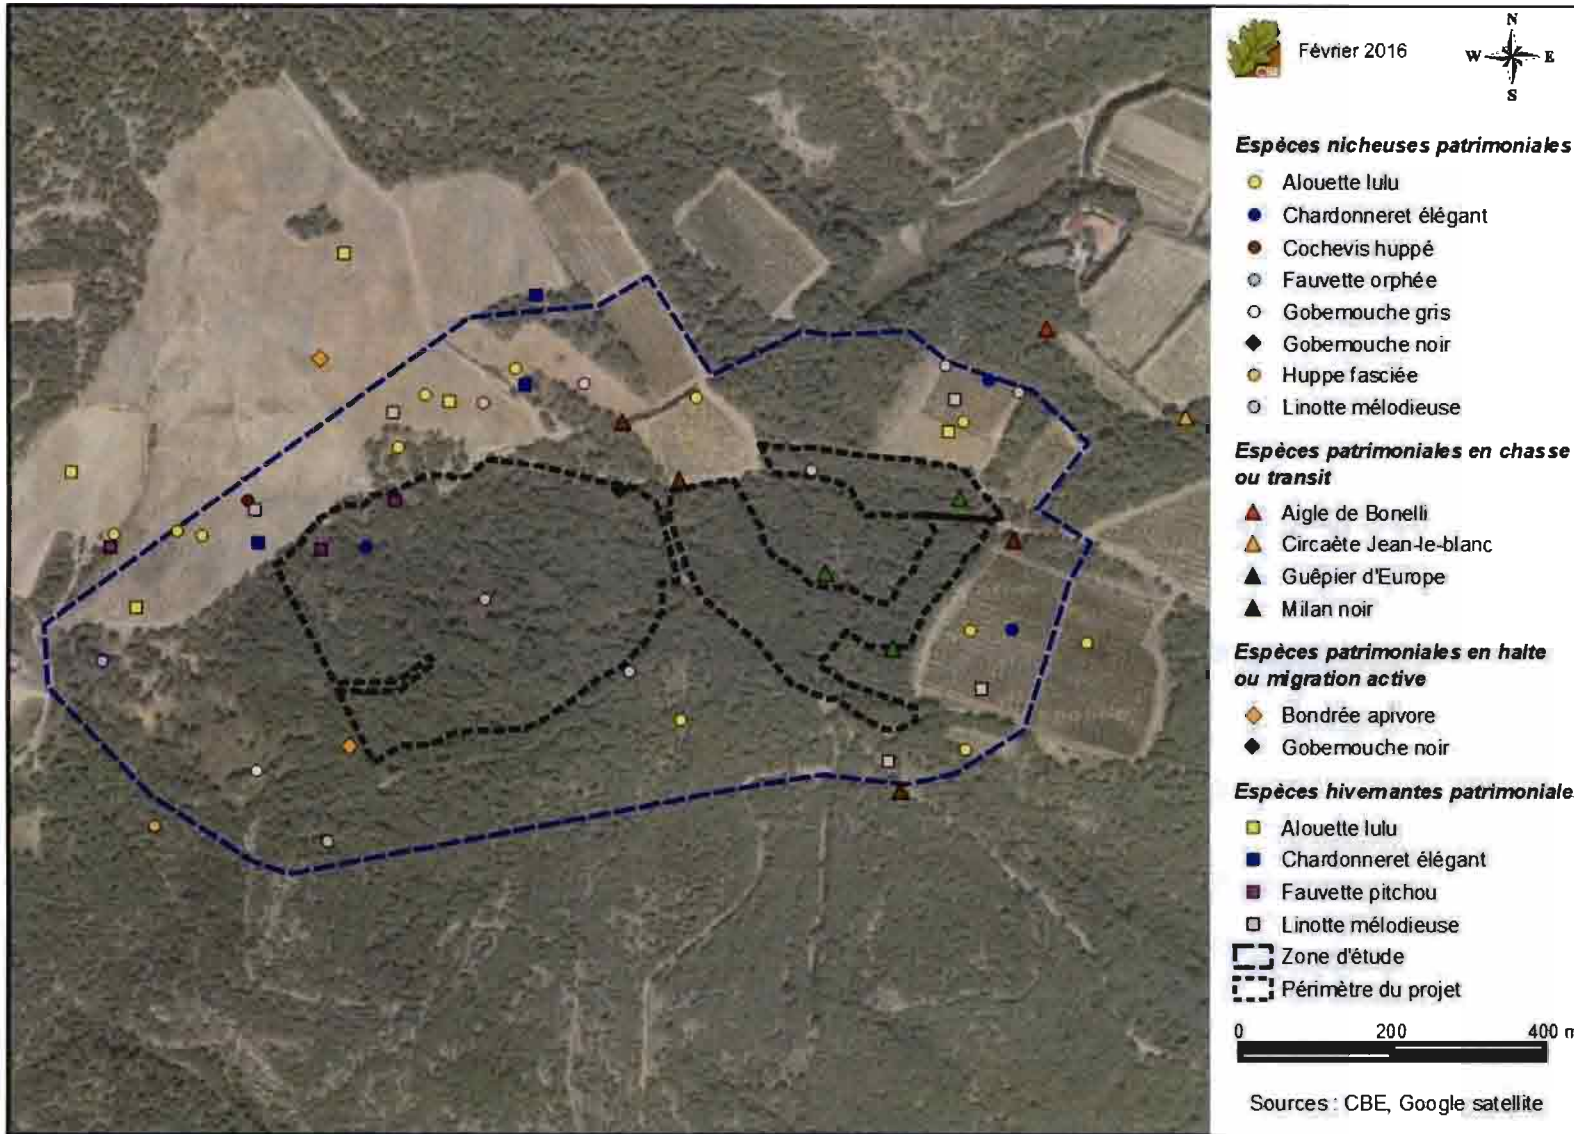 Février 2016
N
W E
S
Espèces nicheuses patrimoniales
Alouette lulu
Chardonneret élégant
Cochevis huppé
Fauvette orphée
Gobemouche gris
Gobemouche noir
Huppe fasciée
Linotte mélodieuse
Espèces patrimoniales en chasse
ou transit
Aigle de Bonelli
Circaète Jean-le-blanc
Guêpier d'Europe
Milan noir
Espèces patrimoniales en halte
ou migration active
Bondrée apivore
Gobemouche noir
Espèces hivernantes patrimoniale
Alouette lulu
Chardonneret élégant
Fauvette pitchou
Linotte mélodieuse
Zone d'étude
Périmètre du projet
0 200 400 m
Sources : CBE, Google satellite